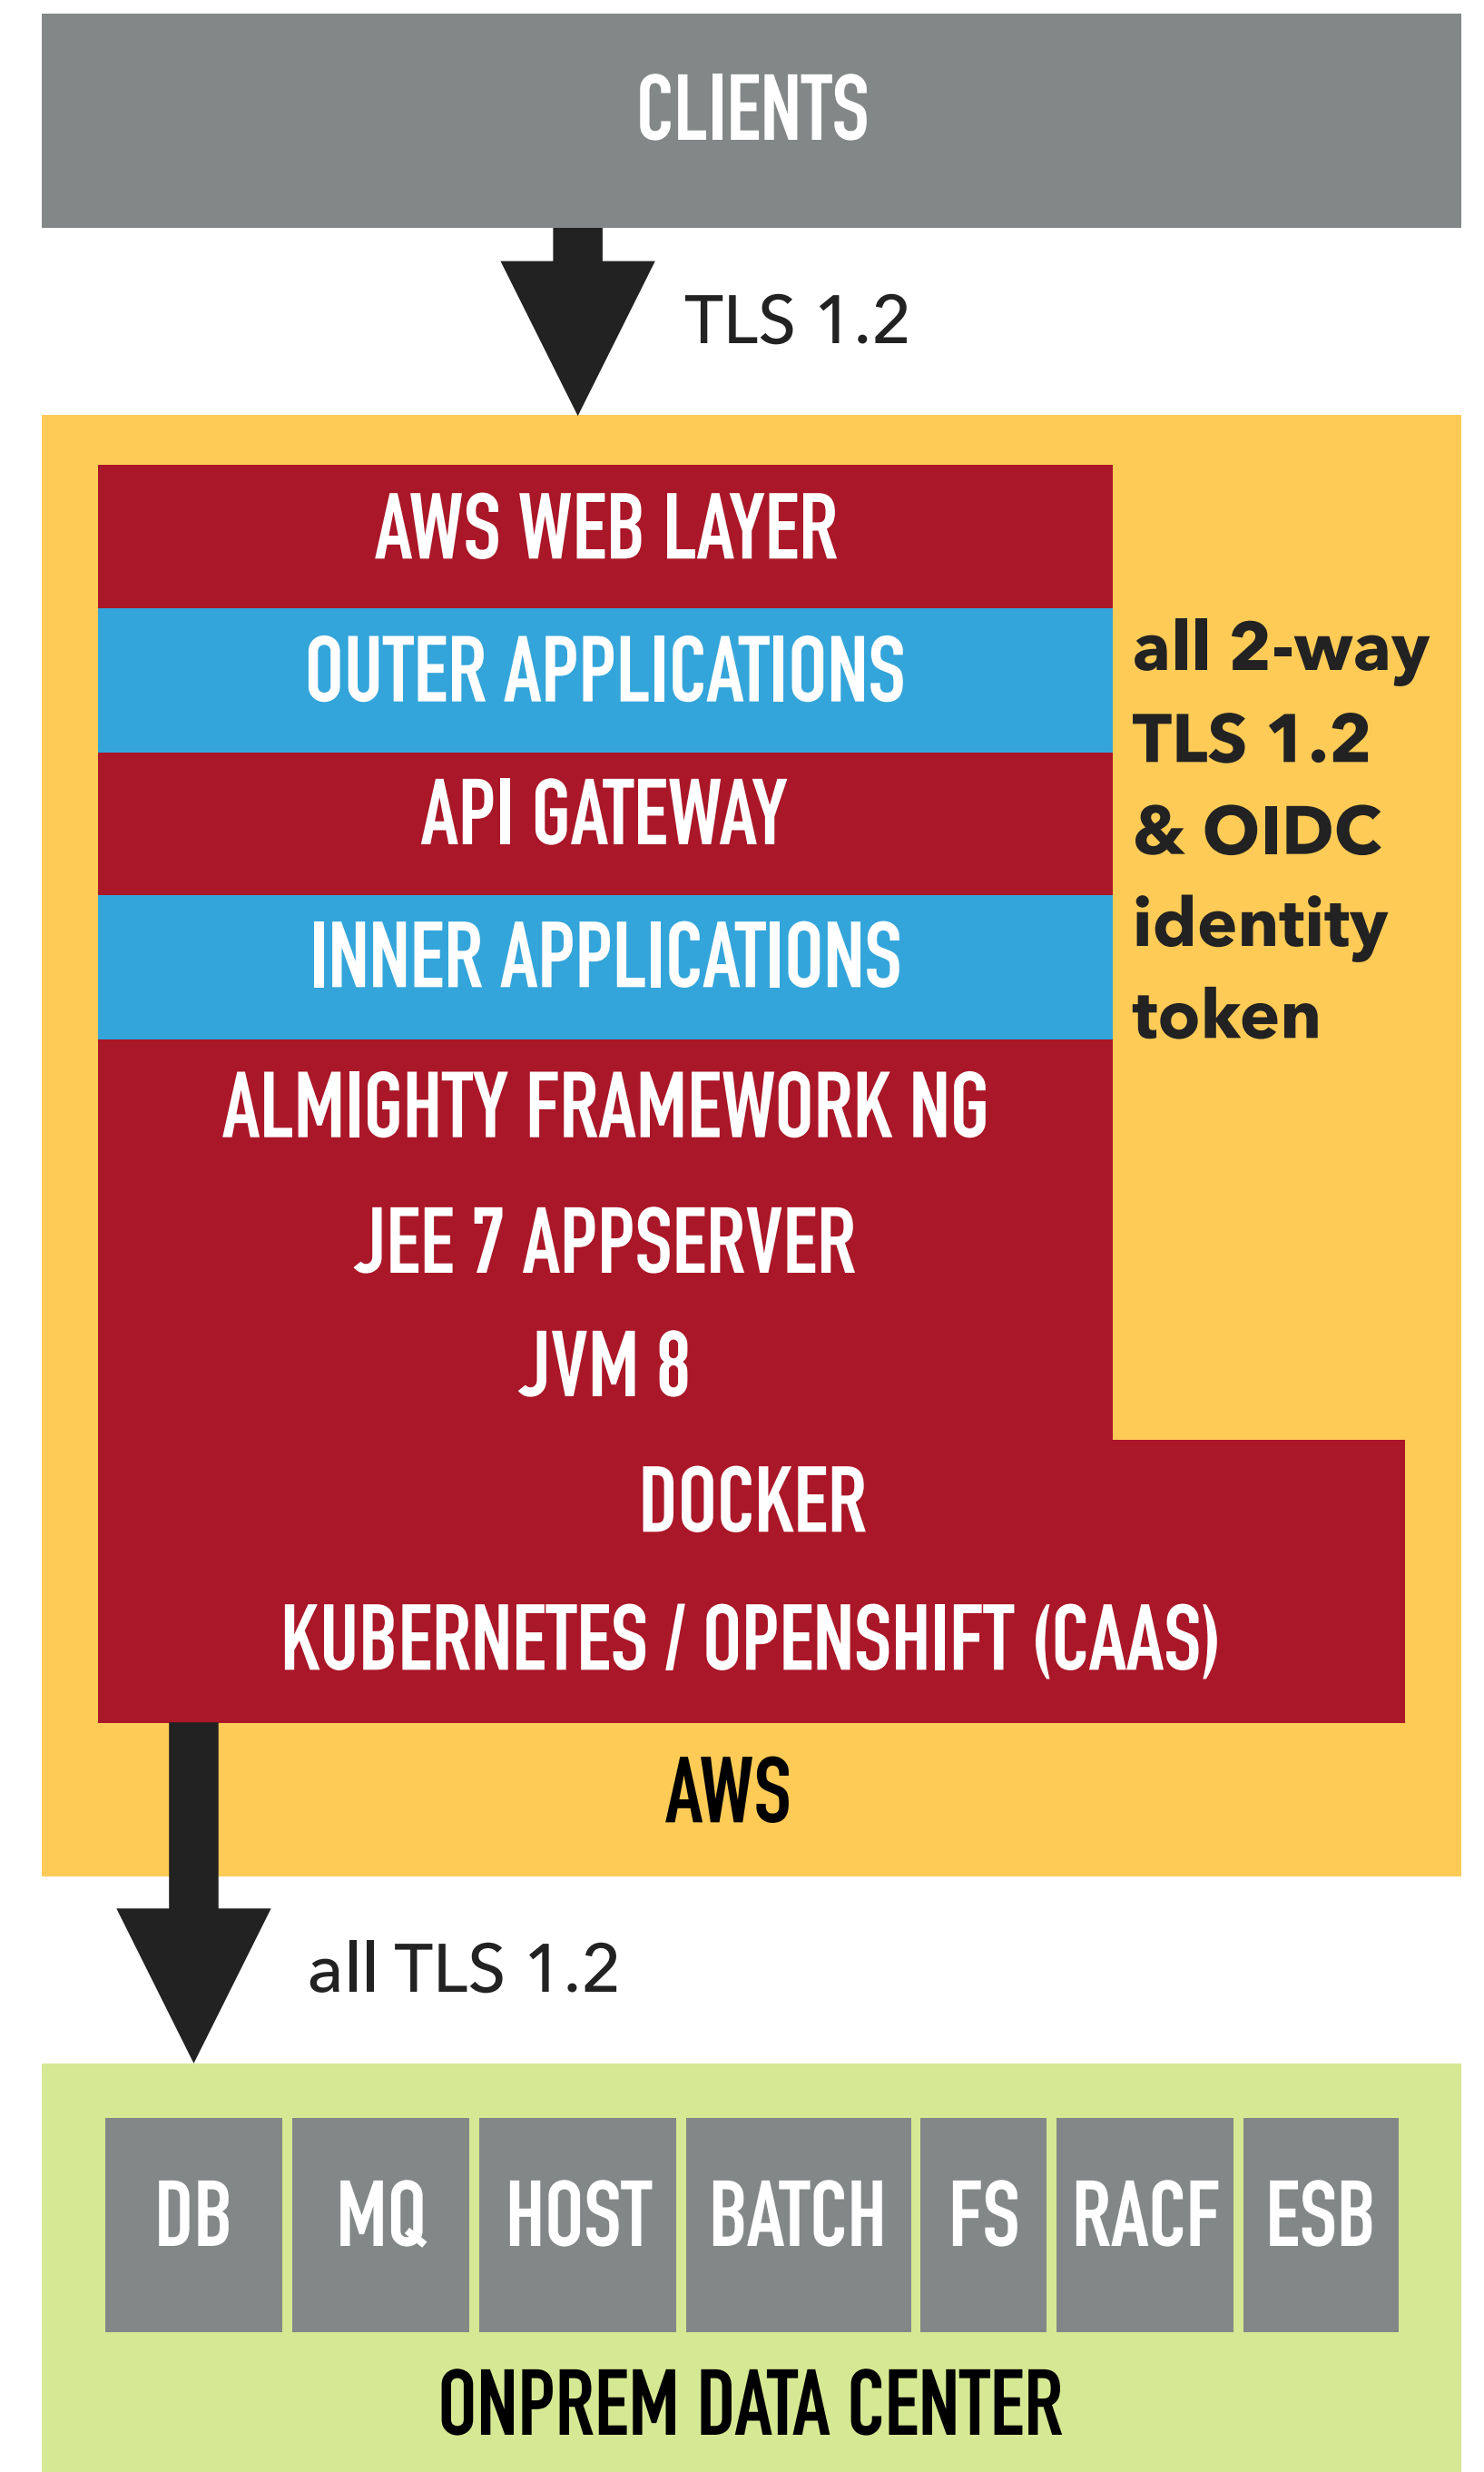 CLIENTS
TLS 1.2
AWS WEB LAYER
OUTER APPLICATIONS
API GATEWAY
INNER APPLICATIONS
all 2-way
TLS 1.2
& OIDC
identity
token
ALMIGHTY FRAMEWORK NG
JEE 7 APPSERVER
JVM 8
DOCKER
KUBERNETES / OPENSHIFT (CAAS)
AWS
all TLS 1.2
DB MQ HOST BATCH FS RACF ESB
ONPREM DATA CENTER